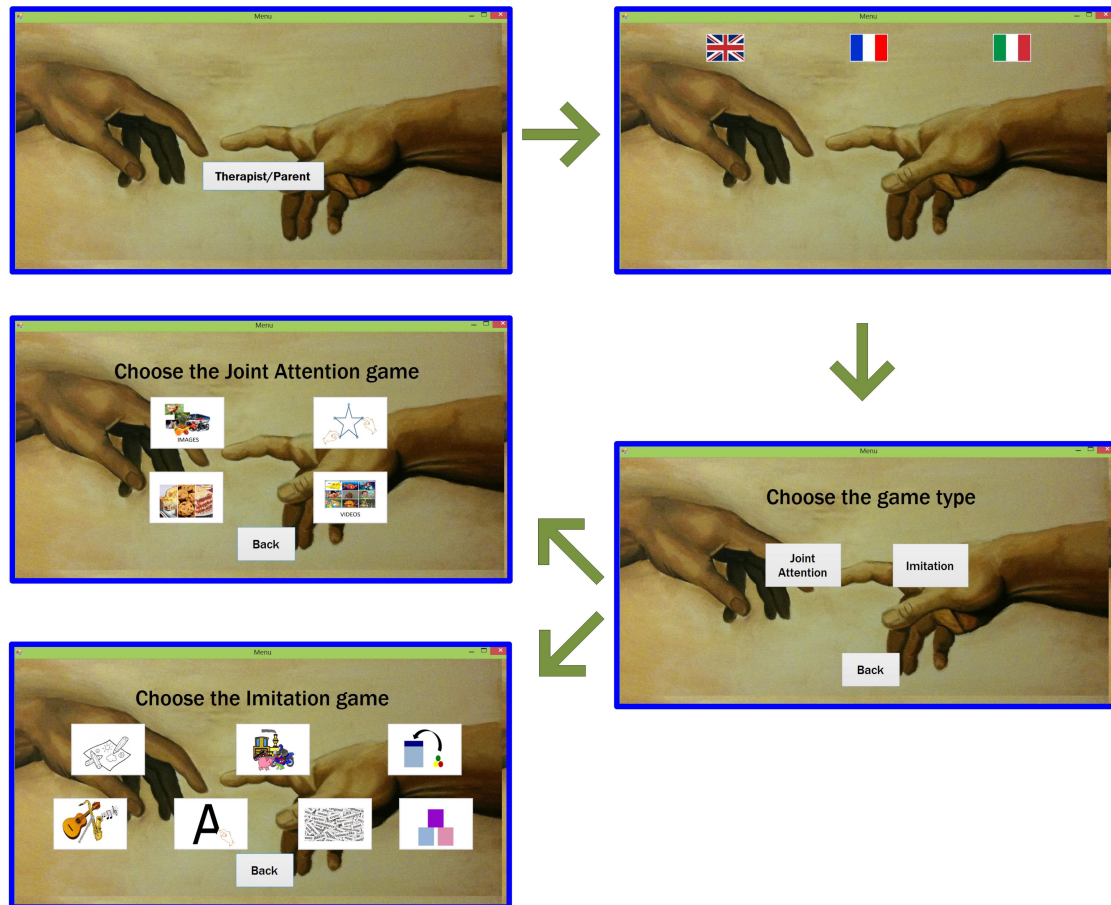 Menu
Therapist/Parent
Menu
Menu
Choose the Joint Attention game
IMAGES
VIDEOS
Back
Menu
Choose the game type
Joint
Attention
Imitation
Back
Menu
Choose the Imitation game
A
Back